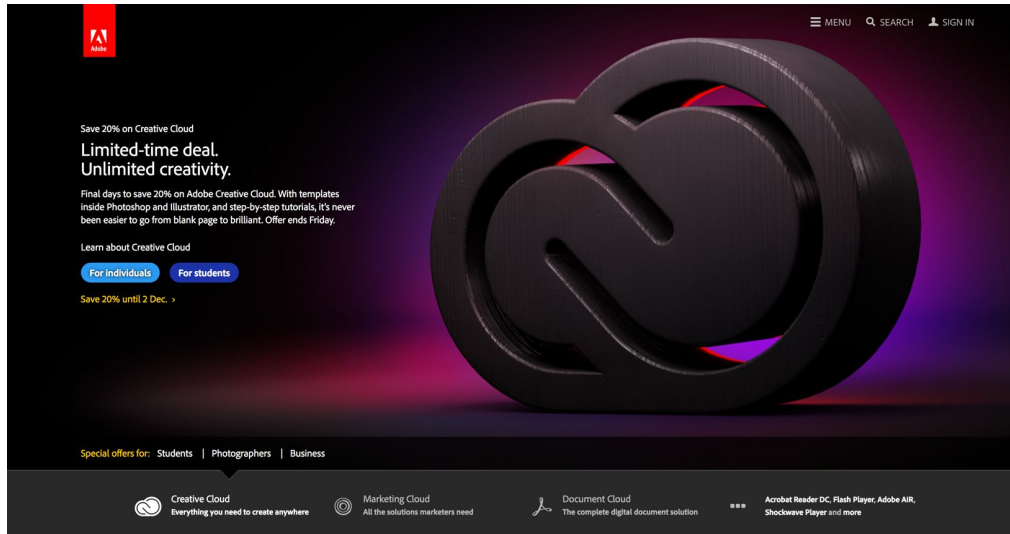 Adobe
MENU SEARCH SIGN IN
Save 20% on Creative Cloud
Limited-time deal.
Unlimited creativity.
Final days to save 20% on Adobe Creative Cloud. With templates
inside Photoshop and Illustrator, and step-by-step tutorials, it's never
been easier to go from blank page to brilliant. Offer ends Friday.
Learn about Creative Cloud
For individuals For students
Save 20% until 2 Dec. ›
Special offers for: Students | Photographers | Business
Creative Cloud
Everything you need to create anywhere
Marketing Cloud
All the solutions marketers need
Document Cloud
The complete digital document solution
Acrobat Reader DC, Flash Player, Adobe AIR,
Shockwave Player and more